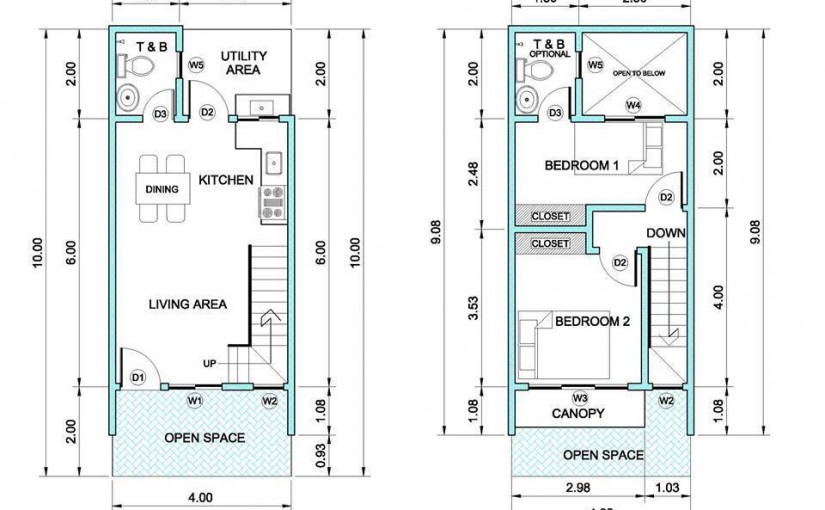 T & B
UTILITY
AREA
W5
D3
D2
2.00
2.00
DINING
KITCHEN
10.00
6.00
6.00
10.00
LIVING AREA
UP
D1
W1
W2
2.00
1.08
0.93
OPEN SPACE
4.00
T & B
OPTIONAL
W5
OPEN TO BELOW
W4
D3
2.00
2.00
BEDROOM 1
2.48
2.00
D2
CLOSET
DOWN
9.08
9.08
CLOSET
D2
3.53
4.00
BEDROOM 2
W3
W2
1.08
1.08
CANOPY
OPEN SPACE
2.98
1.03